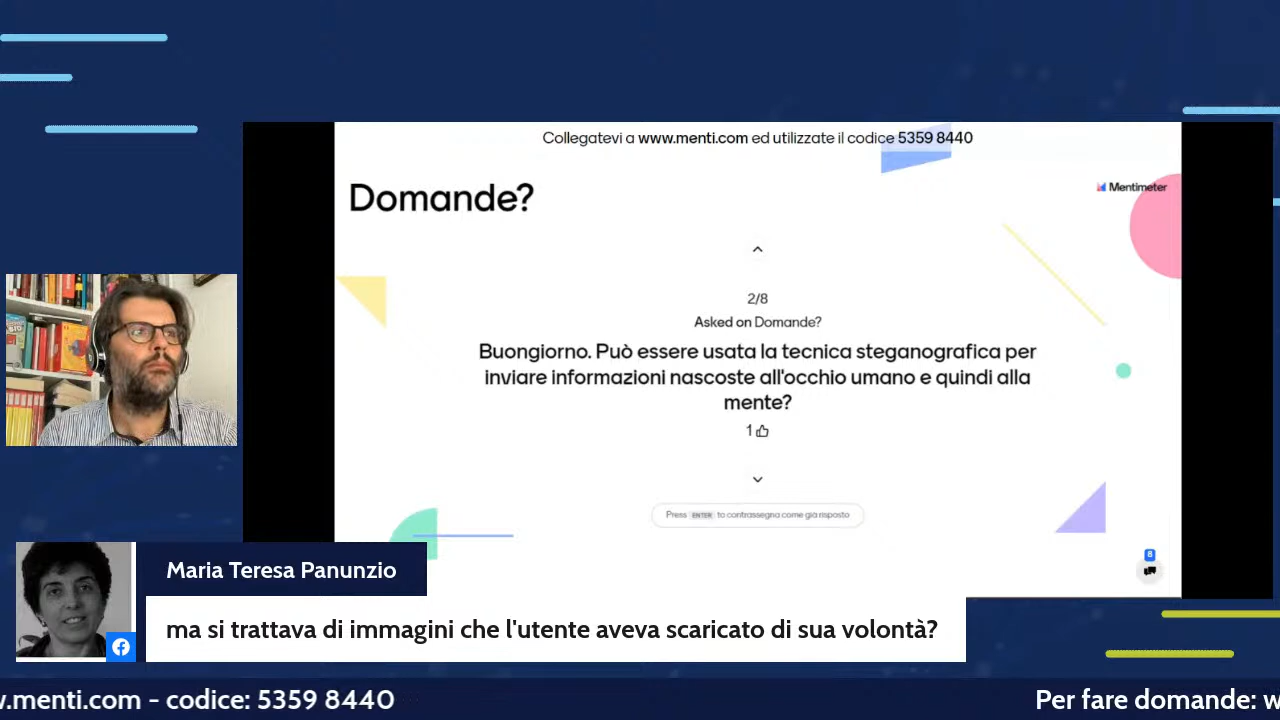 Collegatevi a www.menti.com ed utilizzate il codice 5359 8440
Domande?
Mentimeter
2/8
Asked on Domande?
Buongiorno. Può essere usata la tecnica steganografica per
inviare informazioni nascoste all'occhio umano e quindi alla
mente?
1
Press ENTER to contrassegna come già risposto
8
Maria Teresa Panunzio
ma si trattava di immagini che l'utente aveva scaricato di sua volontà?
.menti.com - codice: 5359 8440
Per fare domande: w